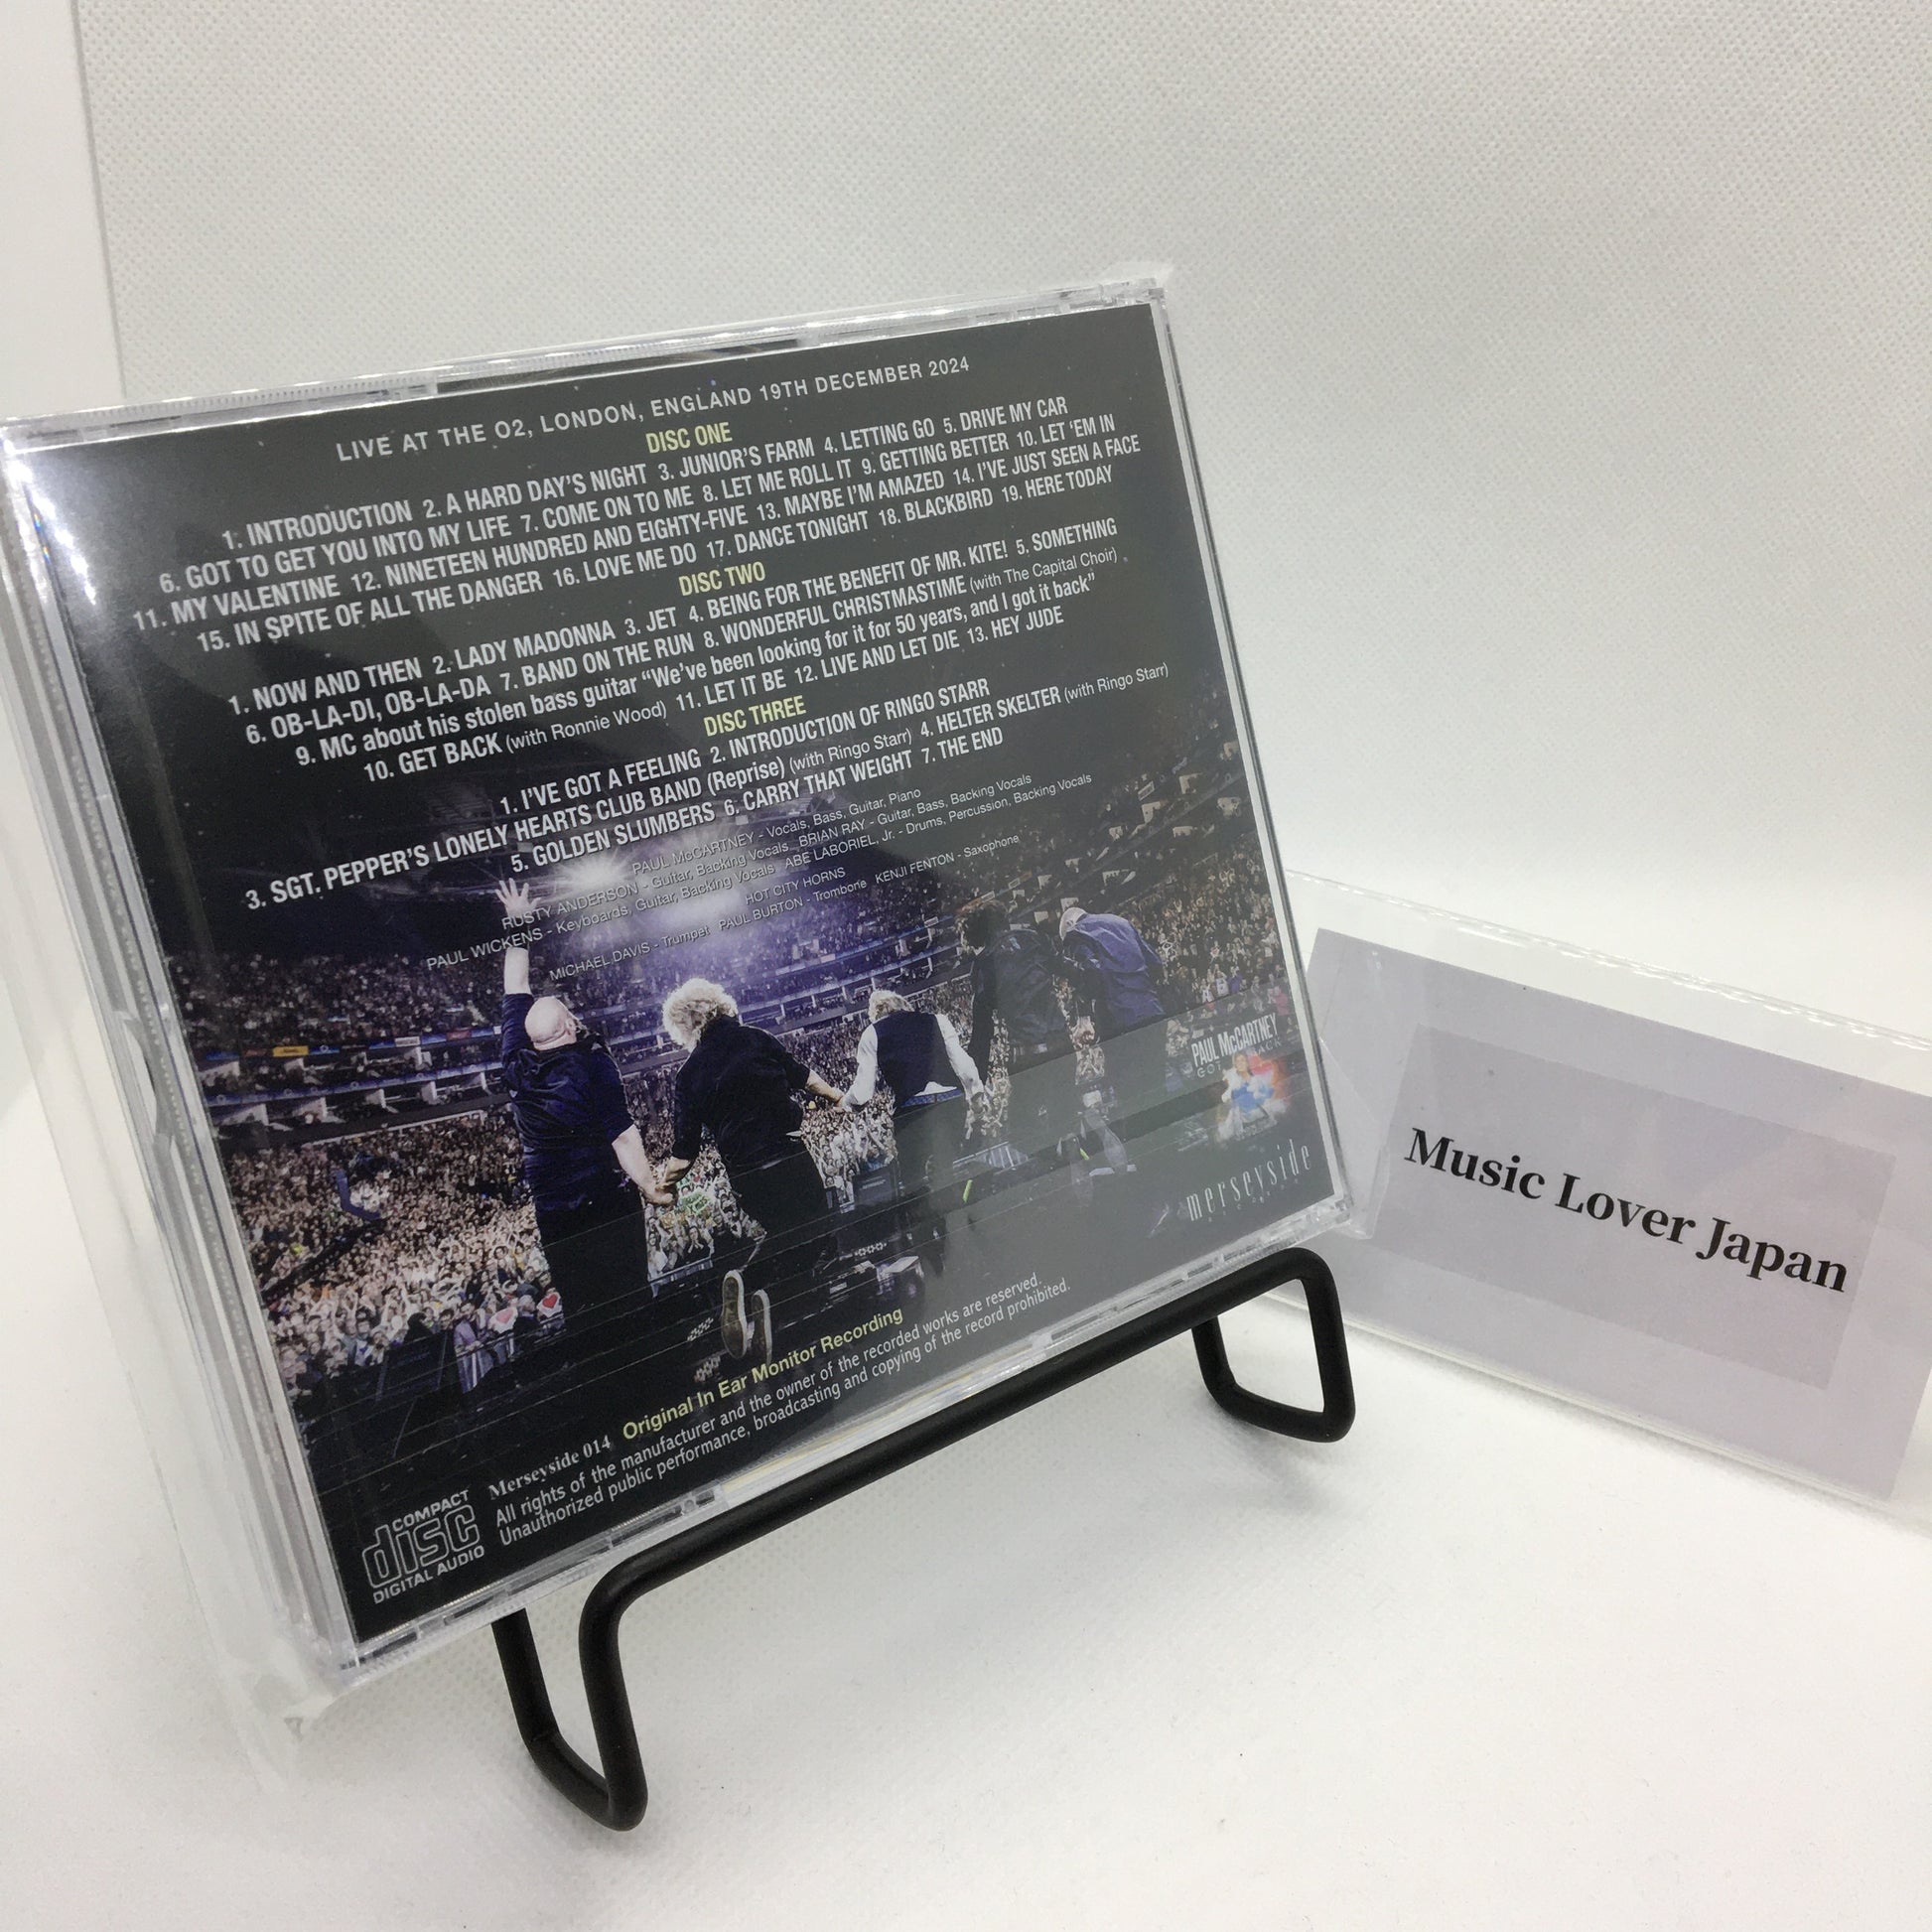 LIVE AT THE O2, LONDON, ENGLAND 19TH DECEMBER 2024
DISC ONE
1. INTRODUCTION 2. A HARD DAY'S NIGHT 3. JUNIOR'S FARM 4. LETTING GO 5. DRIVE MY CAR
6. GOT TO GET YOU INTO MY LIFE 7. COME ON TO ME 8. LET ME ROLL IT 9. GETTING BETTER 10. LET 'EM IN
11. MY VALENTINE 12. NINETEEN HUNDRED AND EIGHTY-FIVE 13. MAYBE I'M AMAZED 14. I'VE JUST SEEN A FACE
15. IN SPITE OF ALL THE DANGER 16. LOVE ME DO 17. DANCE TONIGHT 18. BLACKBIRD 19. HERE TODAY
DISC TWO
1. NOW AND THEN 2. LADY MADONNA 3. JET 4. BEING FOR THE BENEFIT OF MR. KITE! 5. SOMETHING
6. OB-LA-DI, OB-LA-DA 7. BAND ON THE RUN 8. WONDERFUL CHRISTMASTIME (with The Capital Choir)
9. MC about his stolen bass guitar “We've been looking for it for 50 years, and I got it back”
10. GET BACK (with Ronnie Wood) 11. LET IT BE 12. LIVE AND LET DIE 13. HEY JUDE
DISC THREE
1. I'VE GOT A FEELING 2. INTRODUCTION OF RINGO STARR
3. SGT. PEPPER'S LONELY HEARTS CLUB BAND (Reprise) (with Ringo Starr) 4. HELTER SKELTER (with Ringo Starr)
5. GOLDEN SLUMBERS 6. CARRY THAT WEIGHT 7. THE END
PAUL McCARTNEY - Vocals, Bass, Guitar, Piano
RUSTY ANDERSON - Guitar, Backing Vocals BRIAN RAY - Guitar, Bass, Backing Vocals
PAUL WICKENS - Keyboards, Guitar, Backing Vocals ABE LABORIEL, Jr. - Drums, Percussion, Backing Vocals
HOT CITY HORNS
MICHAEL DAVIS - Trumpet PAUL BURTON - Trombone KENJI FENTON - Saxophone
PAUL McCARTNEY
GOT BACK
merseyside
Merseyside 014 Original In Ear Monitor Recording
All rights of the manufacturer and the owner of the recorded works are reserved.
Unauthorized public performance, broadcasting and copying of the record prohibited.
COMPACT
disc
DIGITAL AUDIO
Music Lover Japan